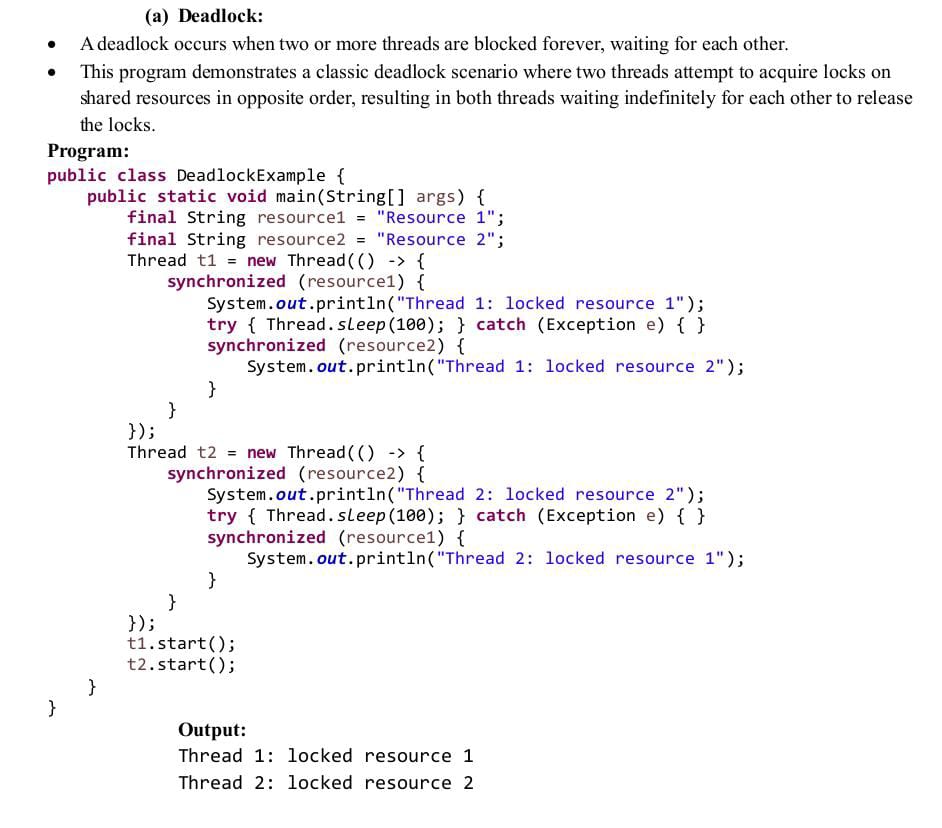 (a) Deadlock:
• A deadlock occurs when two or more threads are blocked forever, waiting for each other.
• This program demonstrates a classic deadlock scenario where two threads attempt to acquire locks on
shared resources in opposite order, resulting in both threads waiting indefinitely for each other to release
the locks.
Program:
public class DeadlockExample {
    public static void main(String[] args) {
        final String resource1 = "Resource 1";
        final String resource2 = "Resource 2";
        Thread t1 = new Thread(() -> {
            synchronized (resource1) {
                System.out.println("Thread 1: locked resource 1");
                try { Thread.sleep(100); } catch (Exception e) { }
                synchronized (resource2) {
                    System.out.println("Thread 1: locked resource 2");
                }
            }
        });
        Thread t2 = new Thread(() -> {
            synchronized (resource2) {
                System.out.println("Thread 2: locked resource 2");
                try { Thread.sleep(100); } catch (Exception e) { }
                synchronized (resource1) {
                    System.out.println("Thread 2: locked resource 1");
                }
            }
        });
        t1.start();
        t2.start();
    }
}
Output:
Thread 1: locked resource 1
Thread 2: locked resource 2